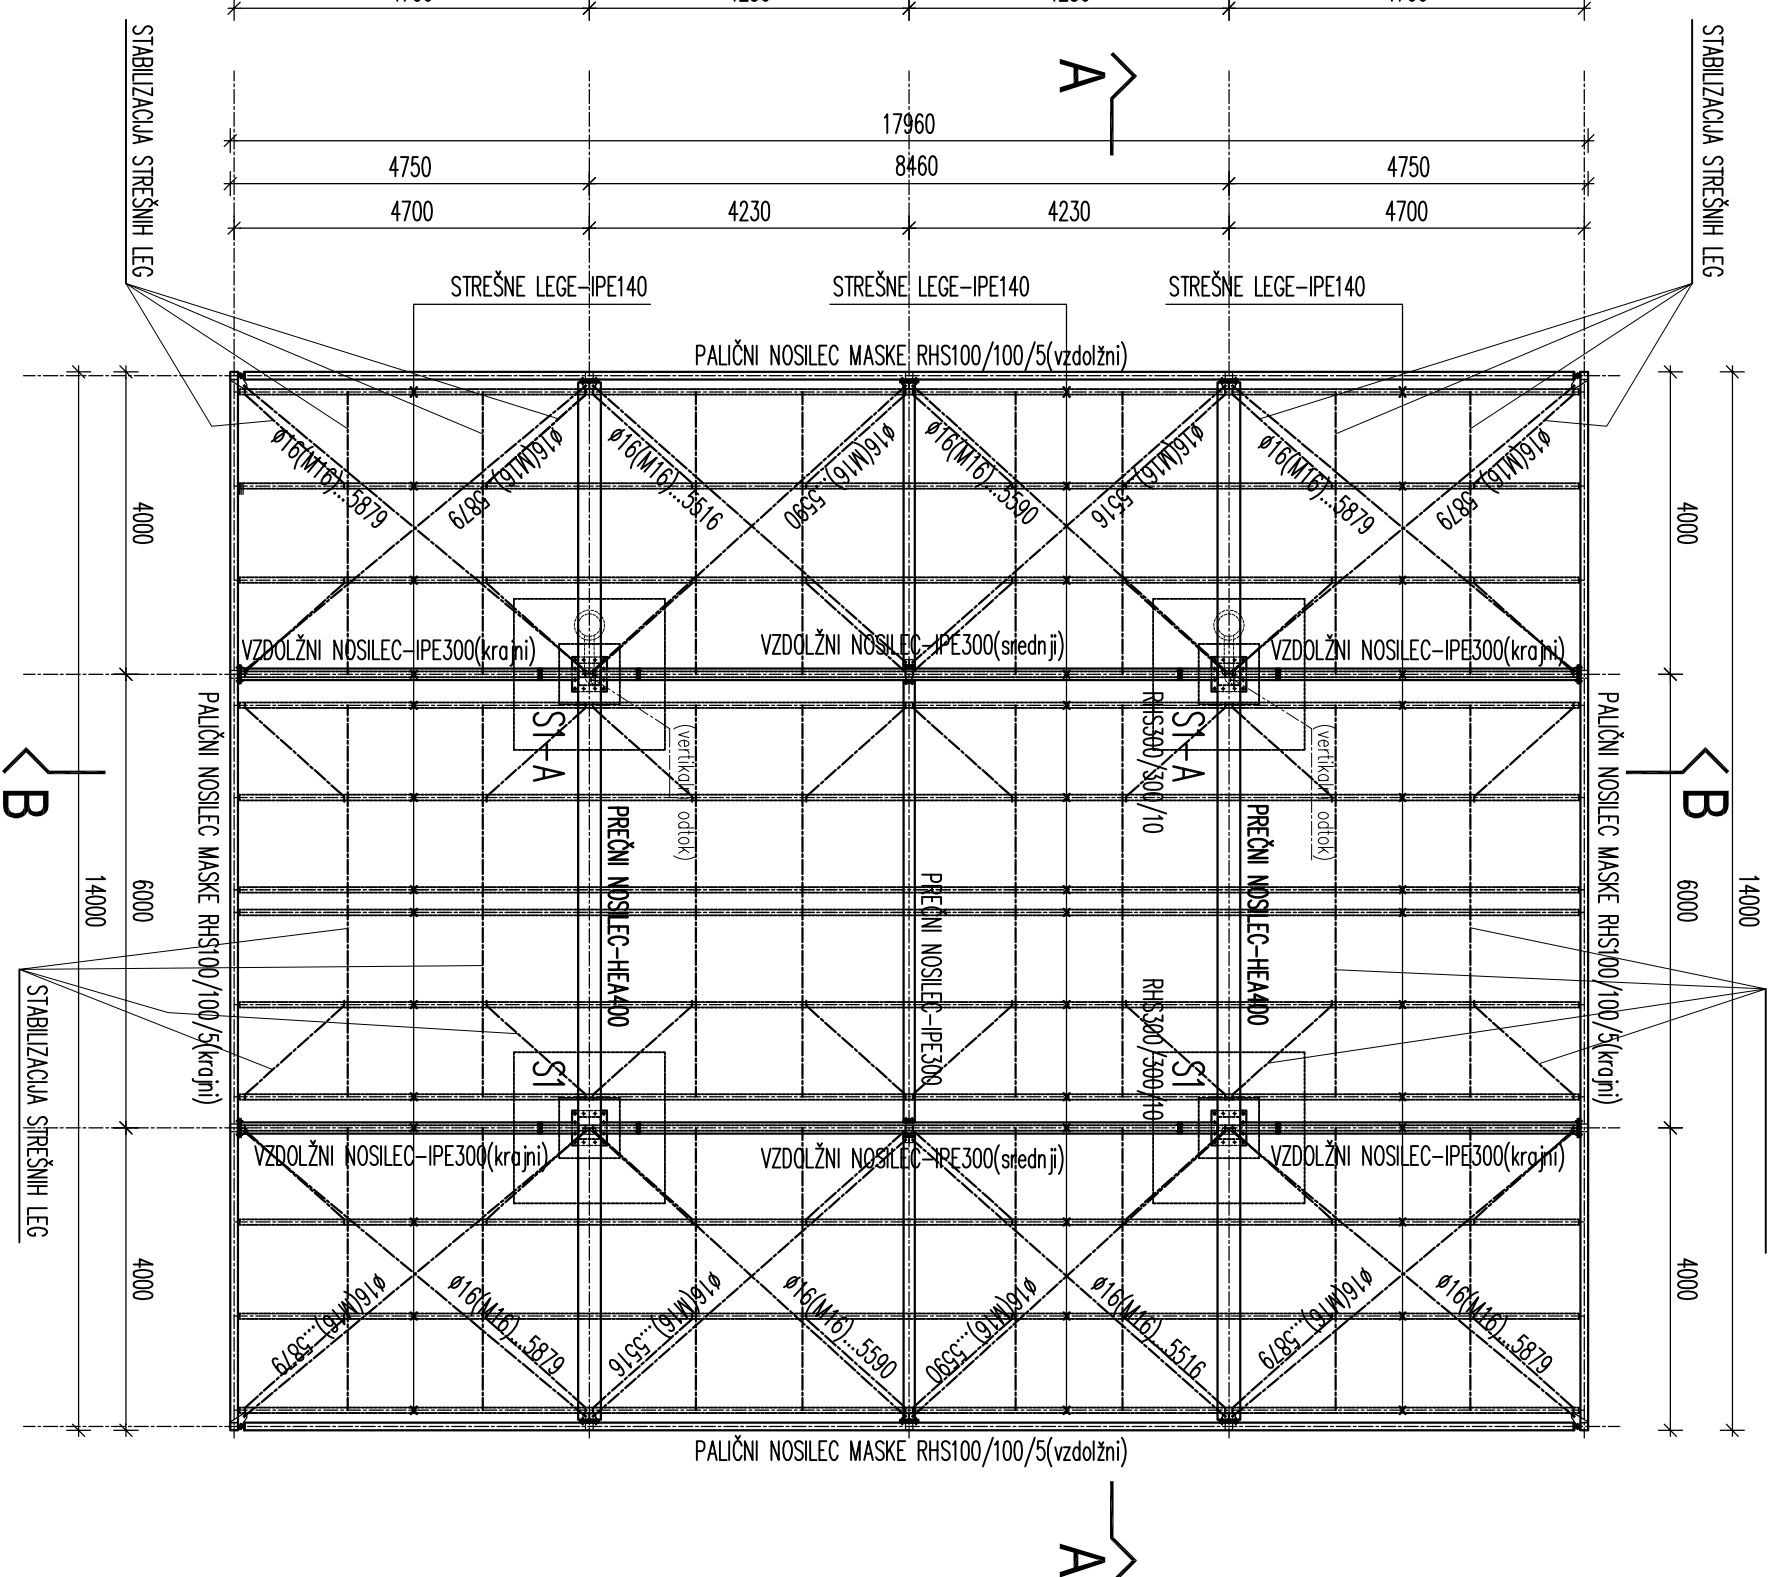 STABILIZACIJA STREŠNIH LEG
STABILIZACIJA STREŠNIH LEG
A
17960
4750
8460
4750
4700
4230
4230
4700
STREŠNE LEGE-IPE140
STREŠNE LEGE-IPE140
STREŠNE LEGE-IPE140
PALIČNI NOSILEC MASKE RHS100/100/5(vzdolžni)
4000
4000
ø16(M16)...5879
ø16(M16)...5879
ø16(M16)...5516
ø16(M16)...5590
ø16(M16)...5590
ø16(M16)...5516
ø16(M16)...5879
ø16(M16)...5879
VZDOLŽNI NOSILEC-IPE300(krajni)
VZDOLŽNI NOSILEC-IPE300(srednji)
VZDOLŽNI NOSILEC-IPE300(krajni)
S1-A
S1-A
(vertikalni odtok)
(vertikalni odtok)
RHS300/300/10
B
B
PALIČNI NOSILEC MASKE RHS100/100/5(krajni)
PALIČNI NOSILEC MASKE RHS100/100/5(krajni)
PREČNI NOSILEC-HEA400
PREČNI NOSILEC-IPE300
PREČNI NOSILEC-HEA400
14000
6000
6000
14000
RHS300/300/10
S1
S1
STABILIZACIJA STREŠNIH LEG
VZDOLŽNI NOSILEC-IPE300(krajni)
VZDOLŽNI NOSILEC-IPE300(srednji)
VZDOLŽNI NOSILEC-IPE300(krajni)
4000
4000
ø16(M16)...5879
ø16(M16)...5879
ø16(M16)...5516
ø16(M16)...5590
ø16(M16)...5590
ø16(M16)...5516
ø16(M16)...5879
ø16(M16)...5879
PALIČNI NOSILEC MASKE RHS100/100/5(vzdolžni)
A